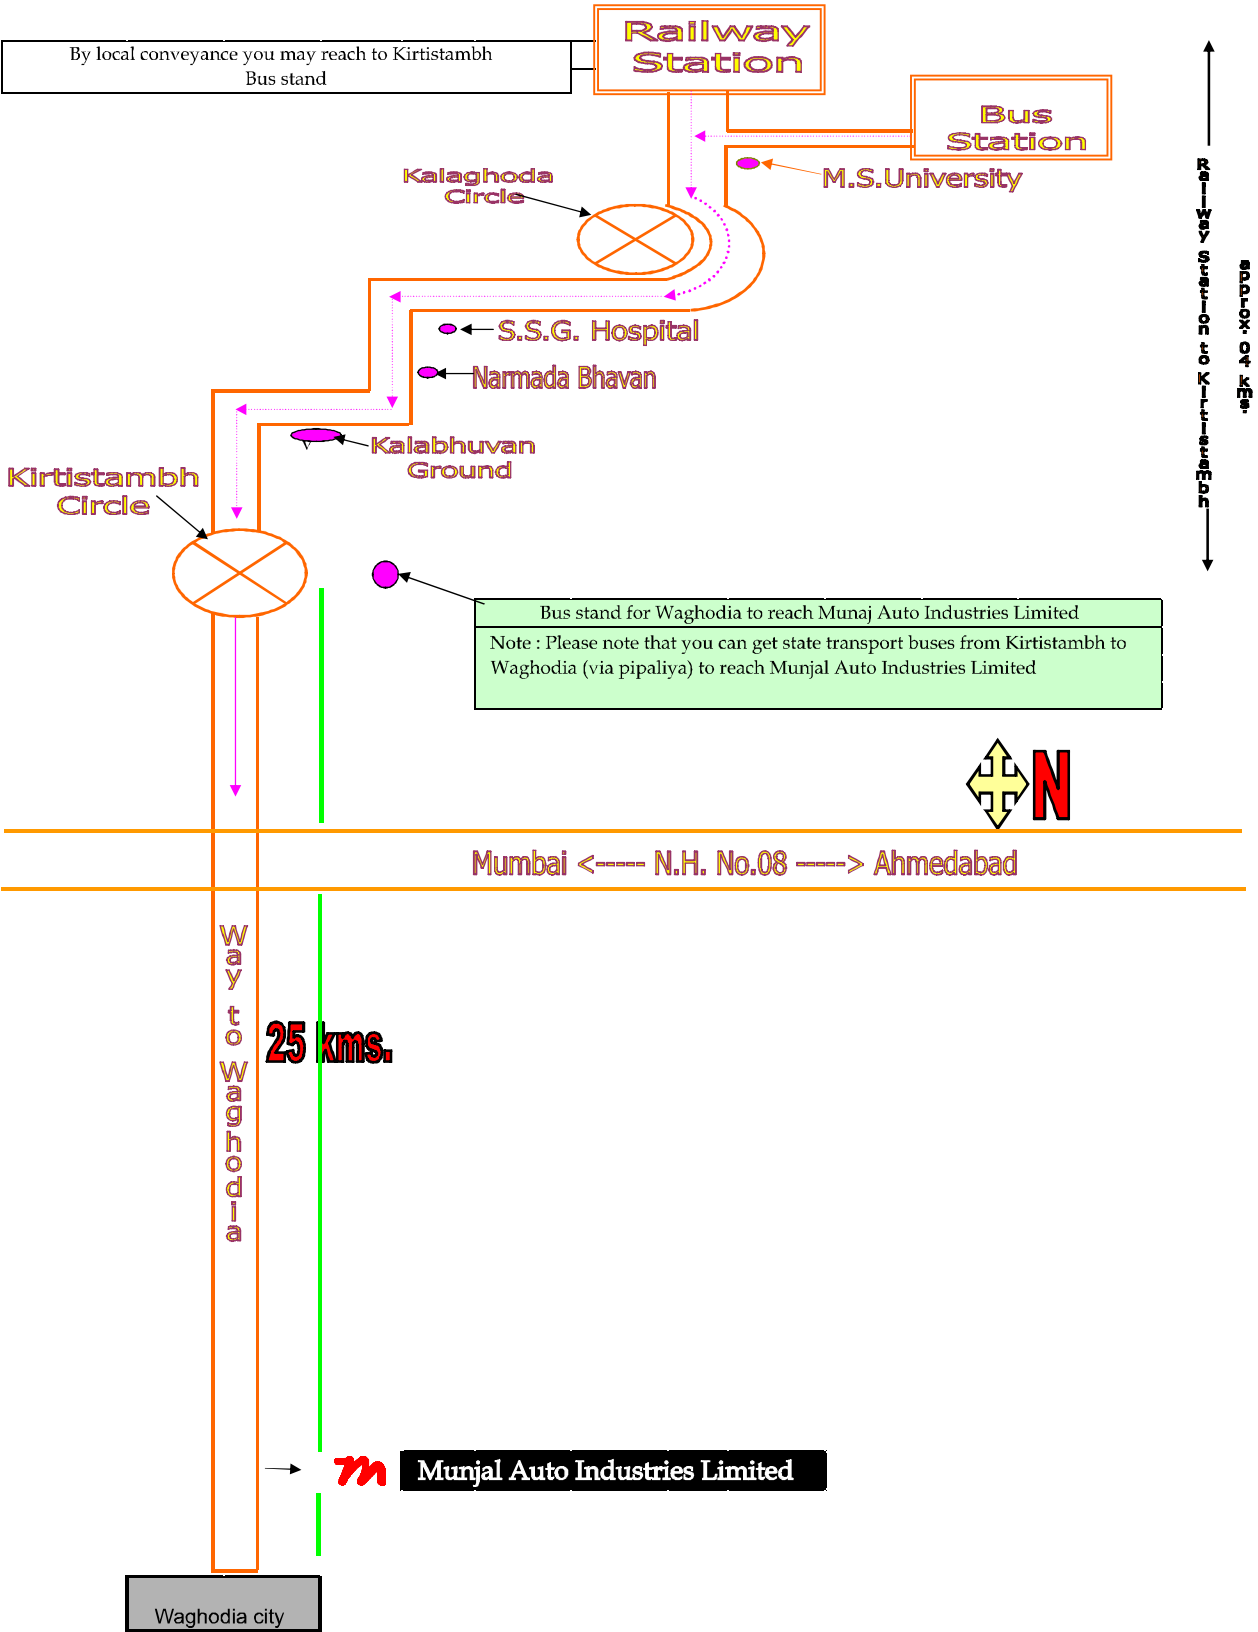 Railway
Station
By local conveyance you may reach to Kirtistambh
Bus stand
Bus
Station
M.S.University
Kalaghoda
Circle
Railway Station to Kirtistambh
approx. 04 kms.
S.S.G. Hospital
Narmada Bhavan
Kalabhuvan
Ground
v
Kirtistambh
Circle
Bus stand for Waghodia to reach Munaj Auto Industries Limited
Note : Please note that you can get state transport buses from Kirtistambh to
Waghodia (via pipaliya) to reach Munjal Auto Industries Limited
N
Mumbai <----- N.H. No.08 -----> Ahmedabad
Way to Waghodia
25 kms.
m
Munjal Auto Industries Limited
Waghodia city